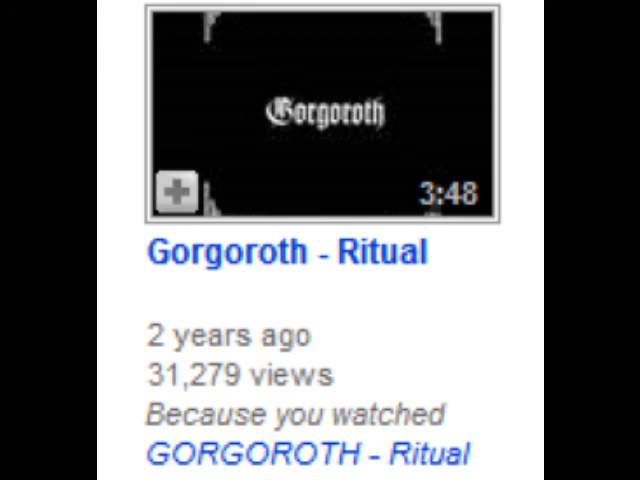 Gorgoroth
3:48
Gorgoroth - Ritual
2 years ago
31,279 views
Because you watched
GORGOROTH - Ritual